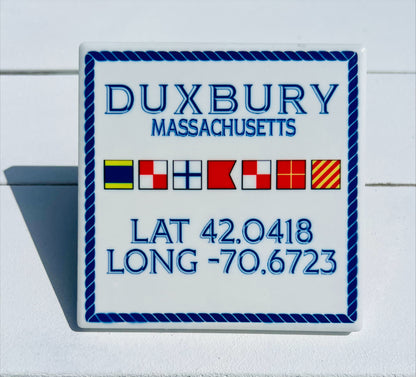 DUXBURY
MASSACHUSETTS
LAT 42.0418
LONG -70.6723